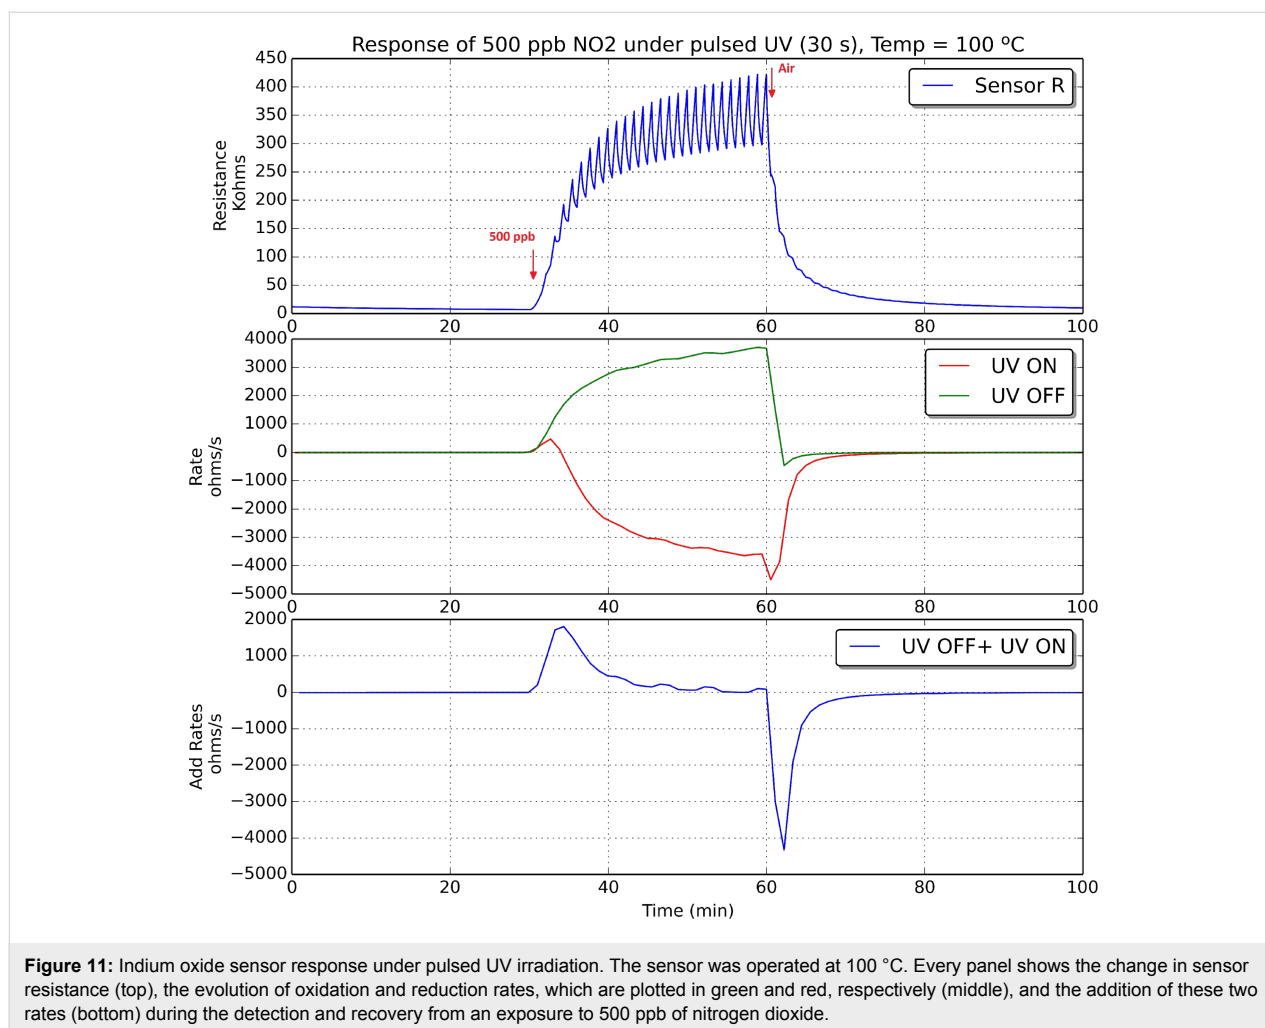 Response of 500 ppb NO2 under pulsed UV (30 s), Temp = 100 ºC
450
400
350
300
250
200
150
100
50
0
Resistance
Kohms
500 ppb
Air
Sensor R
0 20 40 60 80 100
4000
3000
2000
1000
0
−1000
−2000
−3000
−4000
−5000
Rate
ohms/s
UV ON
UV OFF
0 20 40 60 80 100
2000
1000
0
−1000
−2000
−3000
−4000
−5000
Add Rates
ohms/s
UV OFF+ UV ON
0 20 40 60 80 100
Time (min)
Figure 11: Indium oxide sensor response under pulsed UV irradiation. The sensor was operated at 100 °C. Every panel shows the change in sensor
resistance (top), the evolution of oxidation and reduction rates, which are plotted in green and red, respectively (middle), and the addition of these two
rates (bottom) during the detection and recovery from an exposure to 500 ppb of nitrogen dioxide.